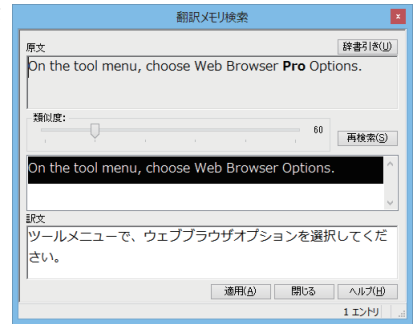 翻訳メモリ検索
x
原文
辞書引き(U)
On the tool menu, choose Web Browser Pro Options.
類似度:
60
再検索(S)
On the tool menu, choose Web Browser Options.
訳文
ツールメニューで、ウェブブラウザオプションを選択してくだ
さい。
適用(A) 閉じる ヘルプ(H)
1 エントリ